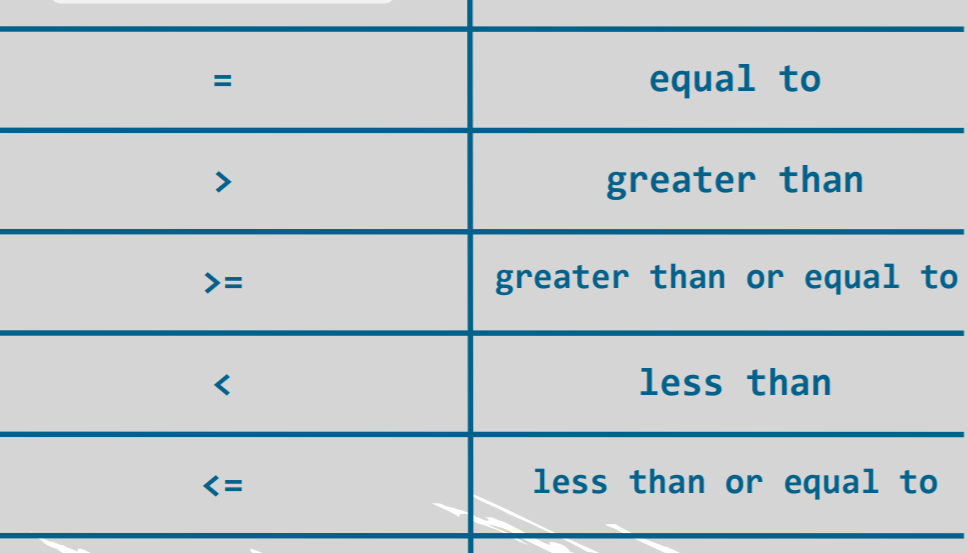 = equal to
> greater than
>= greater than or equal to
< less than
<= less than or equal to